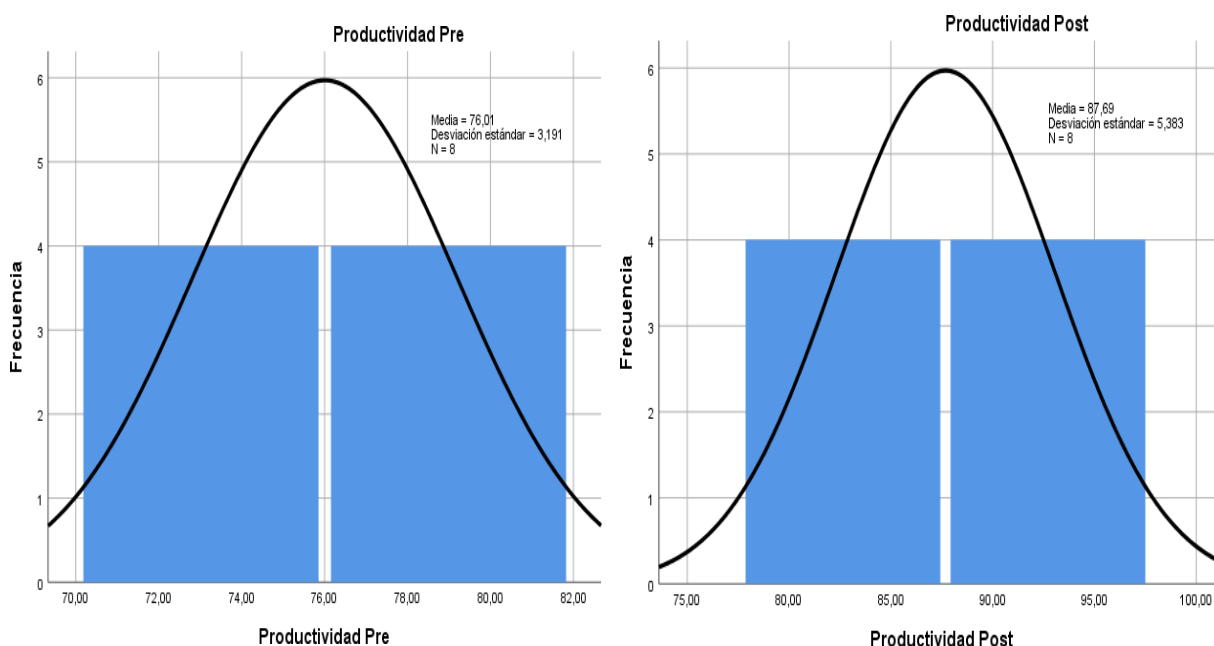 Productividad Pre
Media = 76,01
Desviación estándar = 3,191
N = 8
6
5
4
3
2
1
0
Frecuencia
70,00 72,00 74,00 76,00 78,00 80,00 82,00
Productividad Pre
Productividad Post
Media = 87,69
Desviación estándar = 5,383
N = 8
6
5
4
3
2
1
0
Frecuencia
75,00 80,00 85,00 90,00 95,00 100,00
Productividad Post